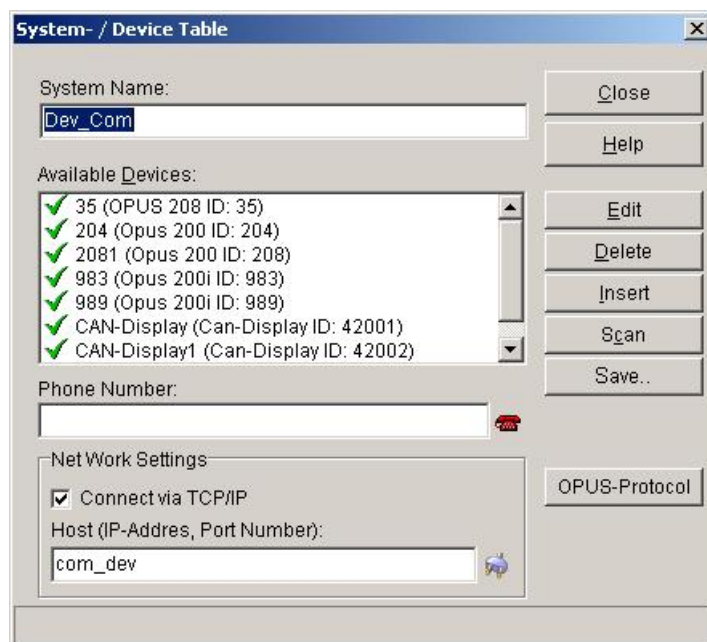 System- / Device Table
System Name:
Dev_Com
Close
Help
Available Devices:
35 (OPUS 208 ID: 35)
204 (Opus 200 ID: 204)
2081 (Opus 200 ID: 208)
983 (Opus 200i ID: 983)
989 (Opus 200i ID: 989)
CAN-Display (Can-Display ID: 42001)
CAN-Display1 (Can-Display ID: 42002)
Edit
Delete
Insert
Scan
Save..
Phone Number:
Net Work Settings
Connect via TCP/IP
Host (IP-Addres, Port Number):
com_dev
OPUS-Protocol